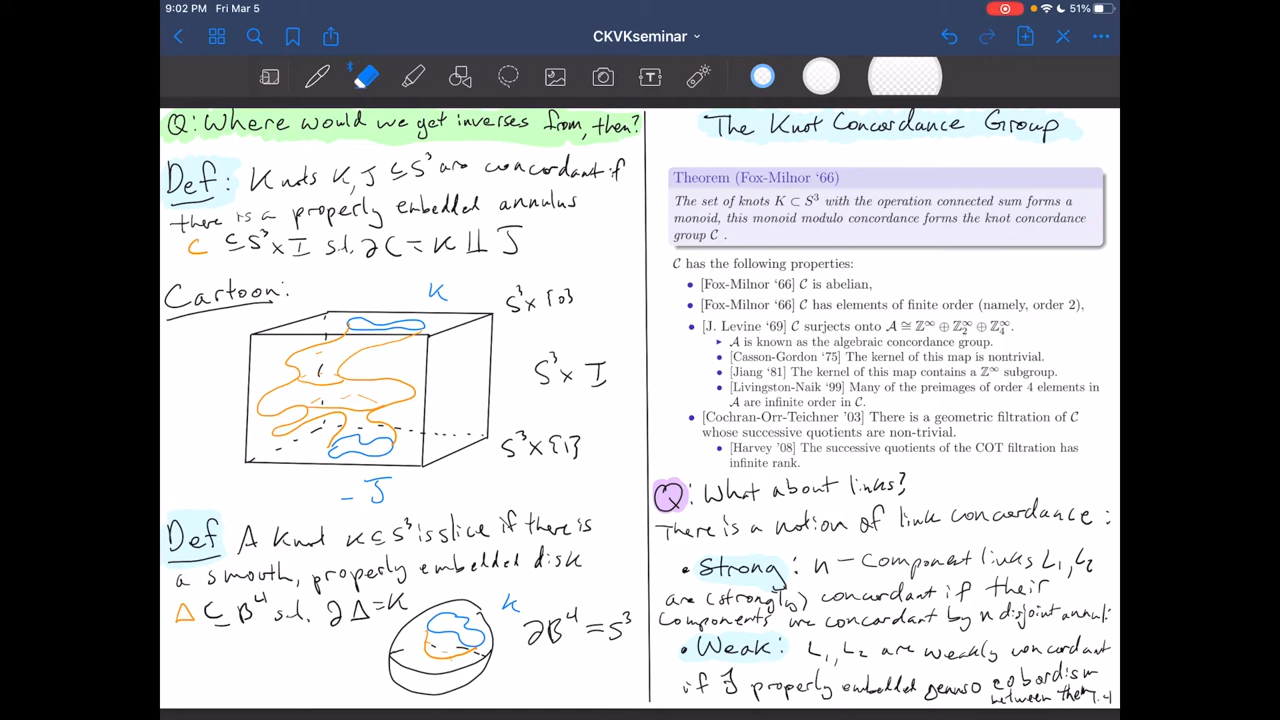 9:02 PM Fri Mar 5
51%
CKVKseminar
Q: Where would we get inverses from, then?
Def: Knots K, J ⊆ S³ are concordant if
there is a properly embedded annulus
C ⊆ S³ × I s.t. ∂C = K ⊔ J
Cartoon:
K
S³ × {0}
S³ × I
S³ × {1}
- J
Def A knot K ⊆ S³ is slice if there is
a smooth, properly embedded disk
Δ ⊆ B⁴ s.t. ∂Δ = K
K
∂B⁴ = S³
The Knot Concordance Group
Theorem (Fox-Milnor ‘66)
The set of knots K ⊂ S³ with the operation connected sum forms a
monoid, this monoid modulo concordance forms the knot concordance
group C .
C has the following properties:
• [Fox-Milnor ‘66] C is abelian,
• [Fox-Milnor ‘66] C has elements of finite order (namely, order 2),
• [J. Levine ‘69] C surjects onto A ≅ Z^∞ ⊕ Z₂^∞ ⊕ Z₄^∞.
▸ A is known as the algebraic concordance group.
• [Casson-Gordon ‘75] The kernel of this map is nontrivial.
• [Jiang ‘81] The kernel of this map contains a Z^∞ subgroup.
• [Livingston-Naik ‘99] Many of the preimages of order 4 elements in
A are infinite order in C.
• [Cochran-Orr-Teichner ‘03] There is a geometric filtration of C
whose successive quotients are non-trivial.
• [Harvey ‘08] The successive quotients of the COT filtration has
infinite rank.
Q: What about links?
There is a notion of link concordance:
• Strong: n-component links L₁, L₂
are (strongly) concordant if their
components are concordant by n disjoint annuli
• Weak: L₁, L₂ are weakly concordant
if ∃ properly embedded genus 0 cobordism
between them